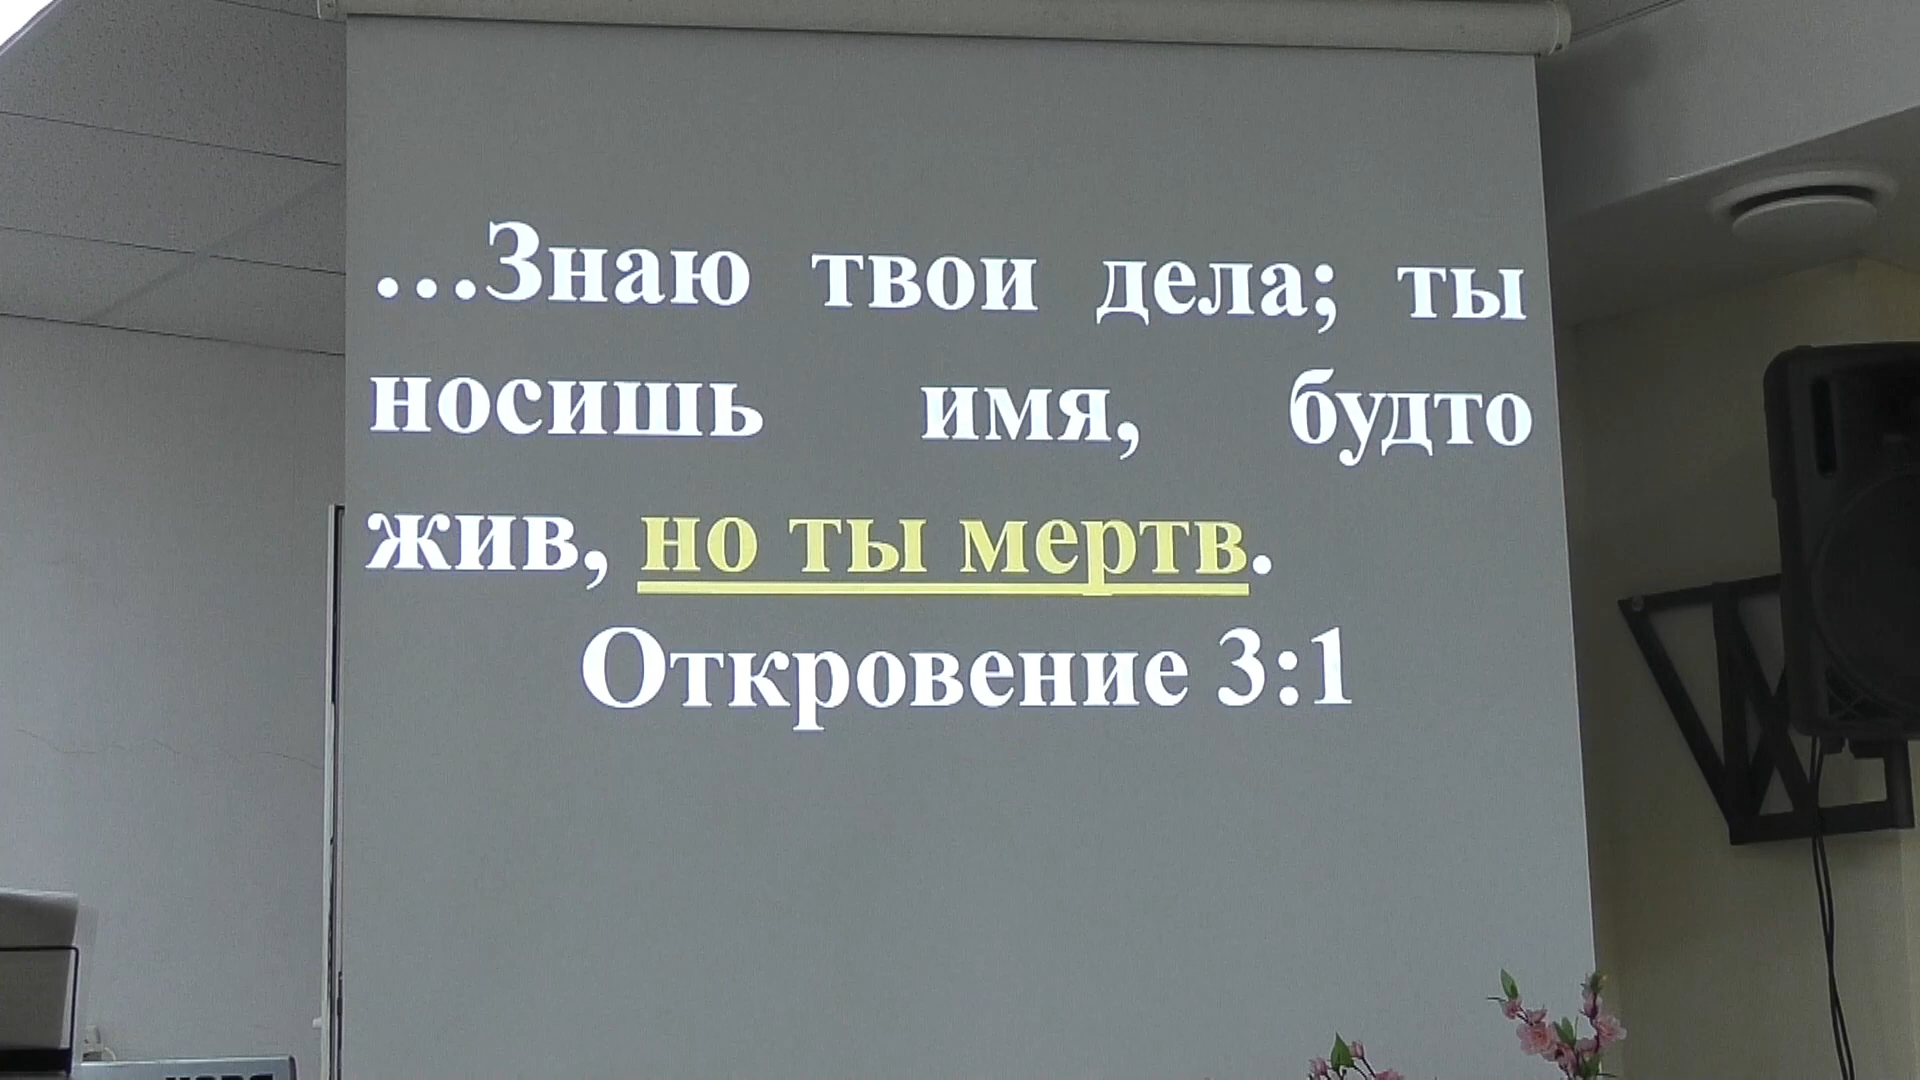 ...Знаю твои дела; ты
носишь имя, будто
жив, но ты мертв.
Откровение 3:1